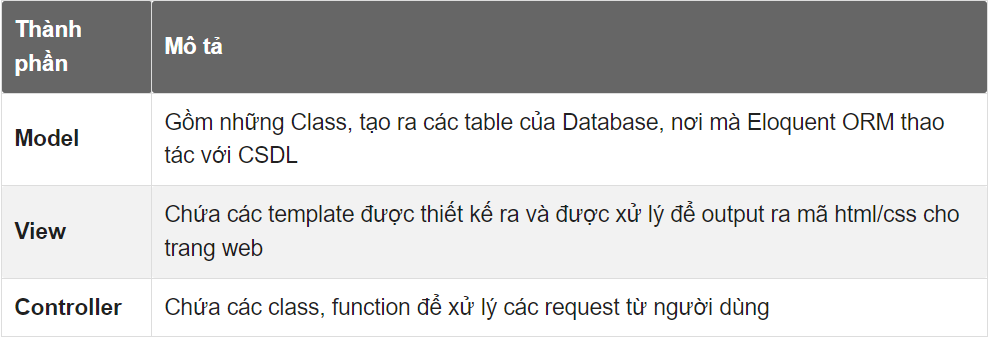 Thành
phần
Mô tả
Model
Gồm những Class, tạo ra các table của Database, nơi mà Eloquent ORM thao
tác với CSDL
View
Chứa các template được thiết kế ra và được xử lý để output ra mã html/css cho
trang web
Controller
Chứa các class, function để xử lý các request từ người dùng